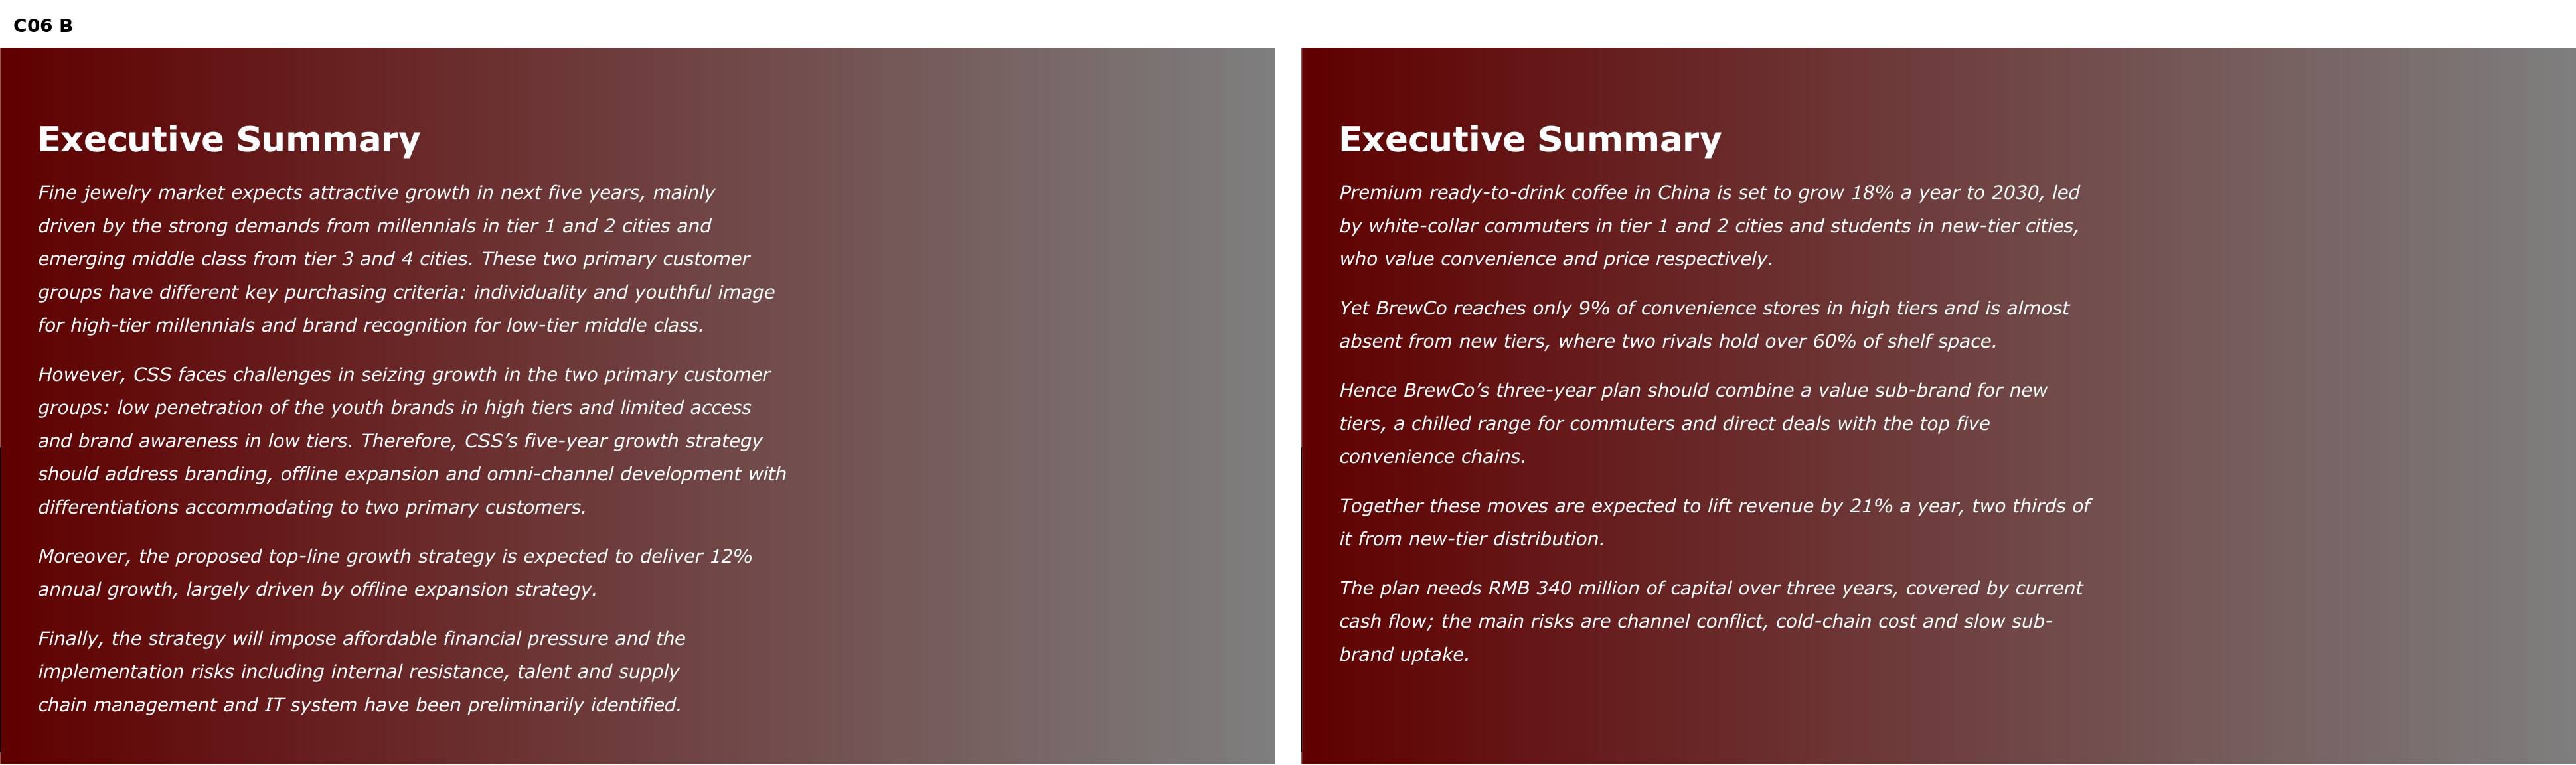 C06 B
Executive Summary
Fine jewelry market expects attractive growth in next five years, mainly
driven by the strong demands from millennials in tier 1 and 2 cities and
emerging middle class from tier 3 and 4 cities. These two primary customer
groups have different key purchasing criteria: individuality and youthful image
for high-tier millennials and brand recognition for low-tier middle class.
However, CSS faces challenges in seizing growth in the two primary customer
groups: low penetration of the youth brands in high tiers and limited access
and brand awareness in low tiers. Therefore, CSS’s five-year growth strategy
should address branding, offline expansion and omni-channel development with
differentiations accommodating to two primary customers.
Moreover, the proposed top-line growth strategy is expected to deliver 12%
annual growth, largely driven by offline expansion strategy.
Finally, the strategy will impose affordable financial pressure and the
implementation risks including internal resistance, talent and supply
chain management and IT system have been preliminarily identified.
Executive Summary
Premium ready-to-drink coffee in China is set to grow 18% a year to 2030, led
by white-collar commuters in tier 1 and 2 cities and students in new-tier cities,
who value convenience and price respectively.
Yet BrewCo reaches only 9% of convenience stores in high tiers and is almost
absent from new tiers, where two rivals hold over 60% of shelf space.
Hence BrewCo’s three-year plan should combine a value sub-brand for new
tiers, a chilled range for commuters and direct deals with the top five
convenience chains.
Together these moves are expected to lift revenue by 21% a year, two thirds of
it from new-tier distribution.
The plan needs RMB 340 million of capital over three years, covered by current
cash flow; the main risks are channel conflict, cold-chain cost and slow sub-
brand uptake.